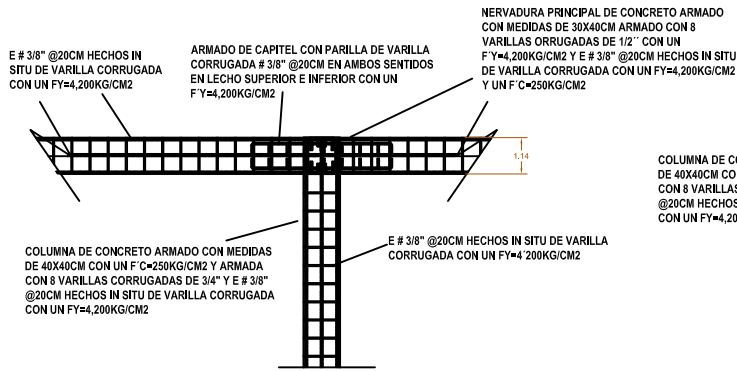 NERVADURA PRINCIPAL DE CONCRETO ARMADO
CON MEDIDAS DE 30X40CM ARMADO CON 8
VARILLAS ORRUGADAS DE 1/2´´ CON UN
F´Y=4,200KG/CM2 Y E # 3/8" @20CM HECHOS IN SITU
DE VARILLA CORRUGADA CON UN FY=4,200KG/CM2
Y UN F´C=250KG/CM2
E # 3/8" @20CM HECHOS IN
SITU DE VARILLA CORRUGADA
CON UN FY=4,200KG/CM2
ARMADO DE CAPITEL CON PARILLA DE VARILLA
CORRUGADA # 3/8" @20CM EN AMBOS SENTIDOS
EN LECHO SUPERIOR E INFERIOR CON UN
F´Y=4,200KG/CM2
1.14
COLUMNA DE CO
DE 40X40CM CO
CON 8 VARILLAS
@20CM HECHOS
CON UN FY=4,20
COLUMNA DE CONCRETO ARMADO CON MEDIDAS
DE 40X40CM CON UN F´C=250KG/CM2 Y ARMADA
CON 8 VARILLAS CORRUGADAS DE 3/4" Y E # 3/8"
@20CM HECHOS IN SITU DE VARILLA CORRUGADA
CON UN FY=4,200KG/CM2
E # 3/8" @20CM HECHOS IN SITU DE VARILLA
CORRUGADA CON UN FY=4´200KG/CM2